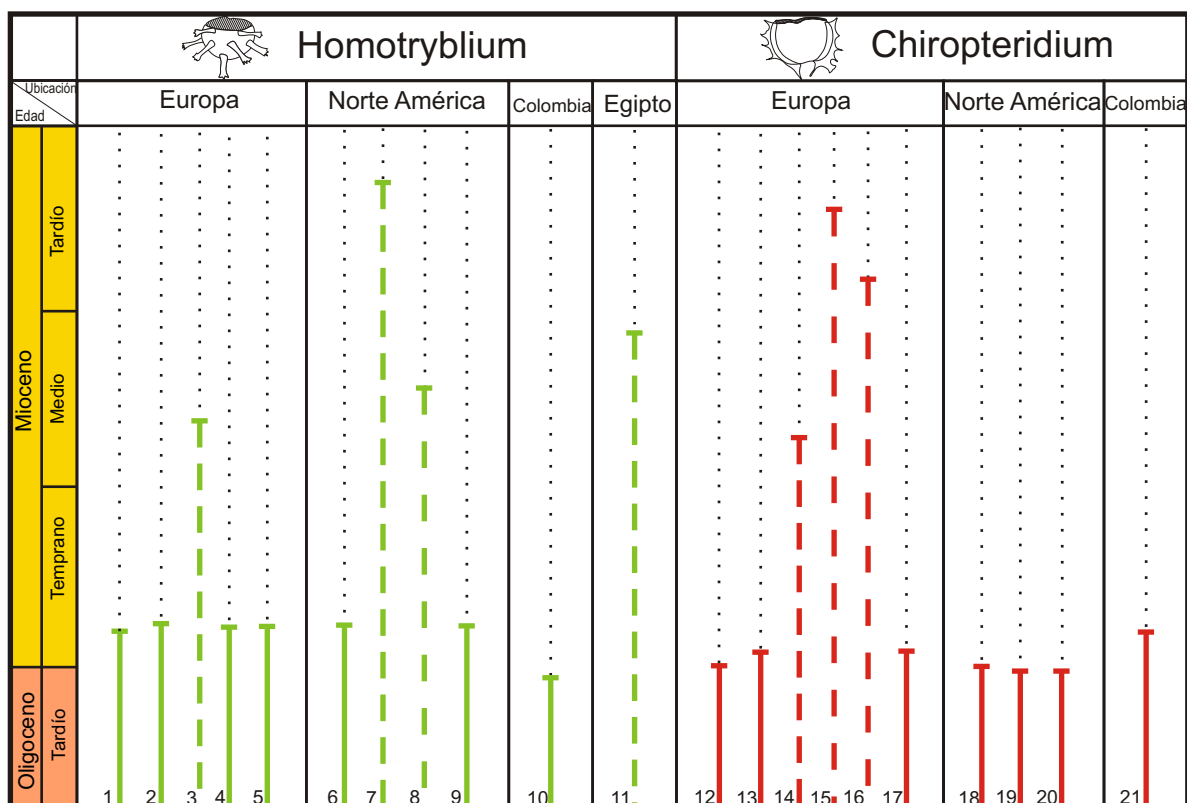 Homotryblium
Chiropteridium
Ubicación
Edad
Europa
Norte América
Colombia
Egipto
Europa
Norte América
Colombia
Mioceno
Tardío
Medio
Temprano
Oligoceno
Tardío
1 2 3 4 5 6 7 8 9 10 11 12 13 14 15 16 17 18 19 20 21